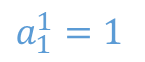 $a_1^1 = 1$